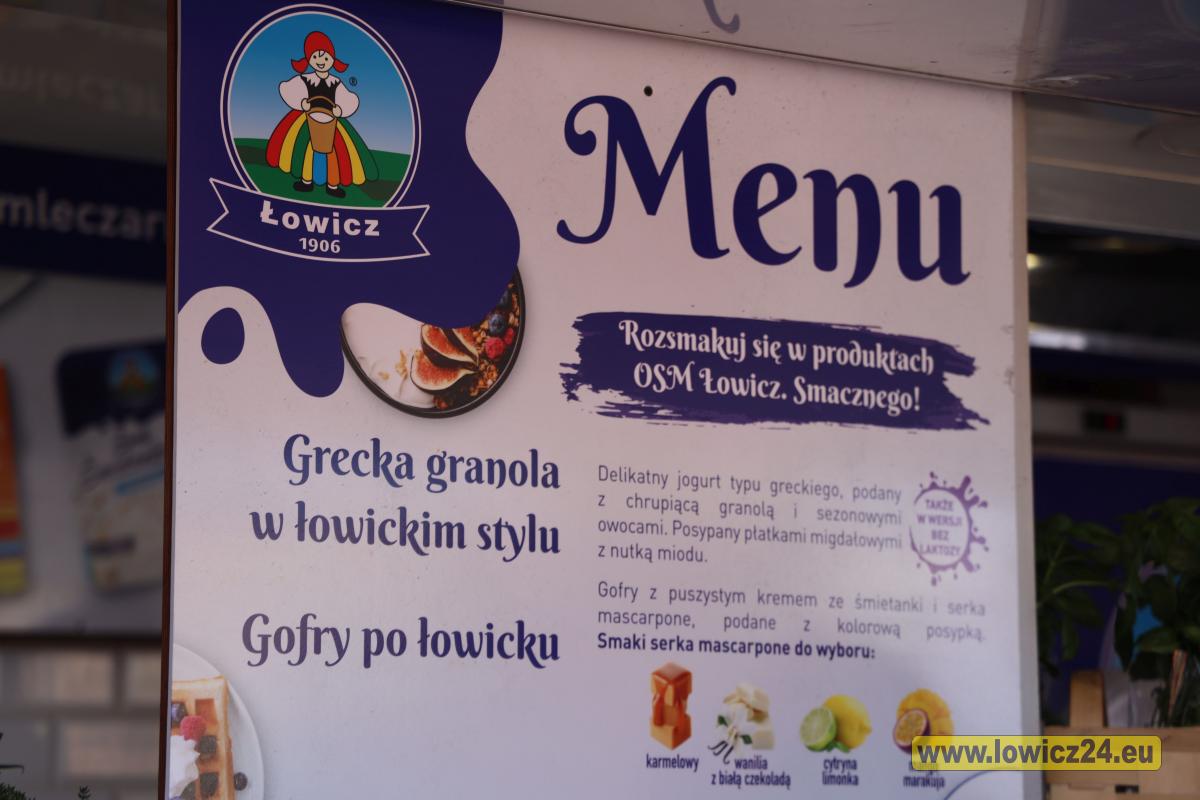 Łowicz
1906
®
mleczar
Menu
Rozsmakuj się w produktach
OSM Łowicz. Smacznego!
Grecka granola
w łowickim stylu
Delikatny jogurt typu greckiego, podany
z chrupiącą granolą i sezonowymi
owocami. Posypany płatkami migdałowymi
z nutką miodu.
TAKŻE
W WERSJI
BEZ
LAKTOZY
Gofry po łowicku
Gofry z puszystym kremem ze śmietanki i serka
mascarpone, podane z kolorową posypką.
Smaki serka mascarpone do wyboru:
karmelowy
wanilia
z białą czekoladą
cytryna
limonka
marakuja
www.lowicz24.eu